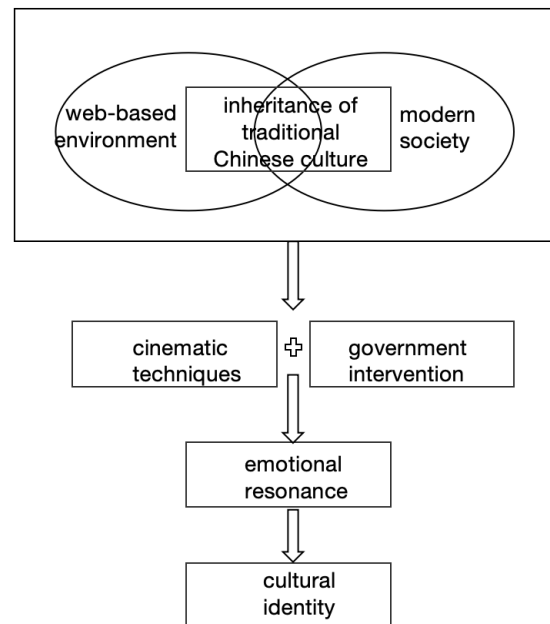 web-based
environment
inheritance of
traditional
Chinese culture
modern
society
cinematic
techniques
government
intervention
emotional
resonance
cultural
identity